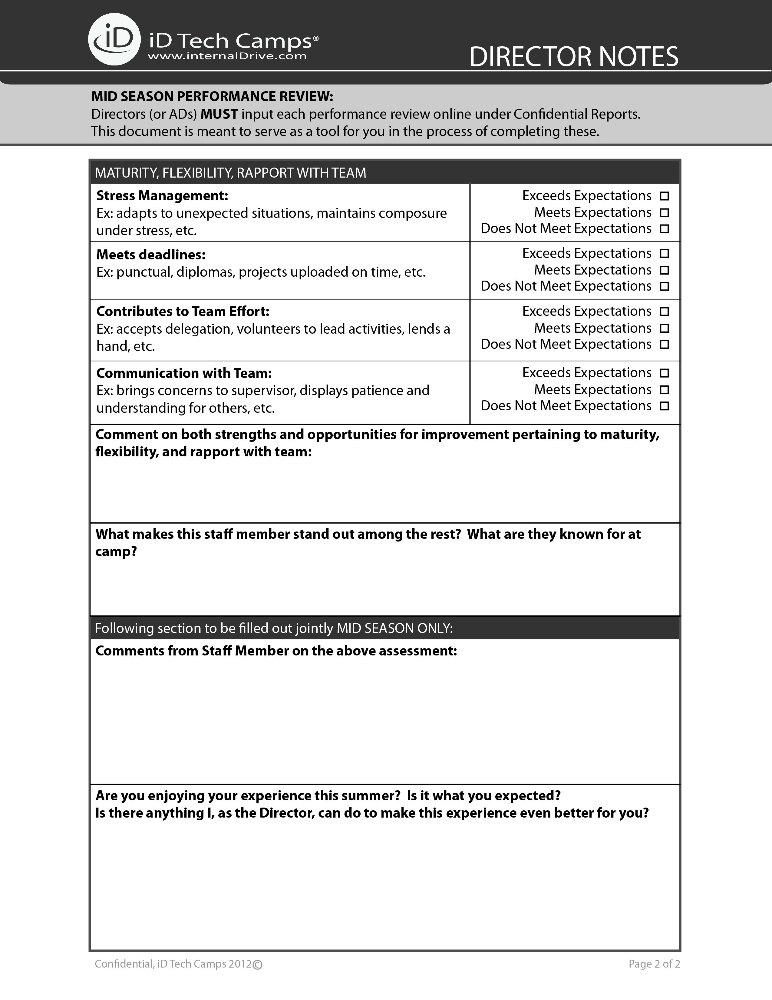 iD
iD Tech Camps®
www.internalDrive.com
DIRECTOR NOTES
MID SEASON PERFORMANCE REVIEW:
Directors (or ADs) MUST input each performance review online under Confidential Reports.
This document is meant to serve as a tool for you in the process of completing these.
MATURITY, FLEXIBILITY, RAPPORT WITH TEAM
Stress Management:
Ex: adapts to unexpected situations, maintains composure
under stress, etc.
Exceeds Expectations
Meets Expectations
Does Not Meet Expectations
Meets deadlines:
Ex: punctual, diplomas, projects uploaded on time, etc.
Exceeds Expectations
Meets Expectations
Does Not Meet Expectations
Contributes to Team Effort:
Ex: accepts delegation, volunteers to lead activities, lends a
hand, etc.
Exceeds Expectations
Meets Expectations
Does Not Meet Expectations
Communication with Team:
Ex: brings concerns to supervisor, displays patience and
understanding for others, etc.
Exceeds Expectations
Meets Expectations
Does Not Meet Expectations
Comment on both strengths and opportunities for improvement pertaining to maturity,
flexibility, and rapport with team:
What makes this staff member stand out among the rest?  What are they known for at
camp?
Following section to be filled out jointly MID SEASON ONLY:
Comments from Staff Member on the above assessment:
Are you enjoying your experience this summer?  Is it what you expected?
Is there anything I, as the Director, can do to make this experience even better for you?
Confidential, iD Tech Camps 2012©
Page 2 of 2